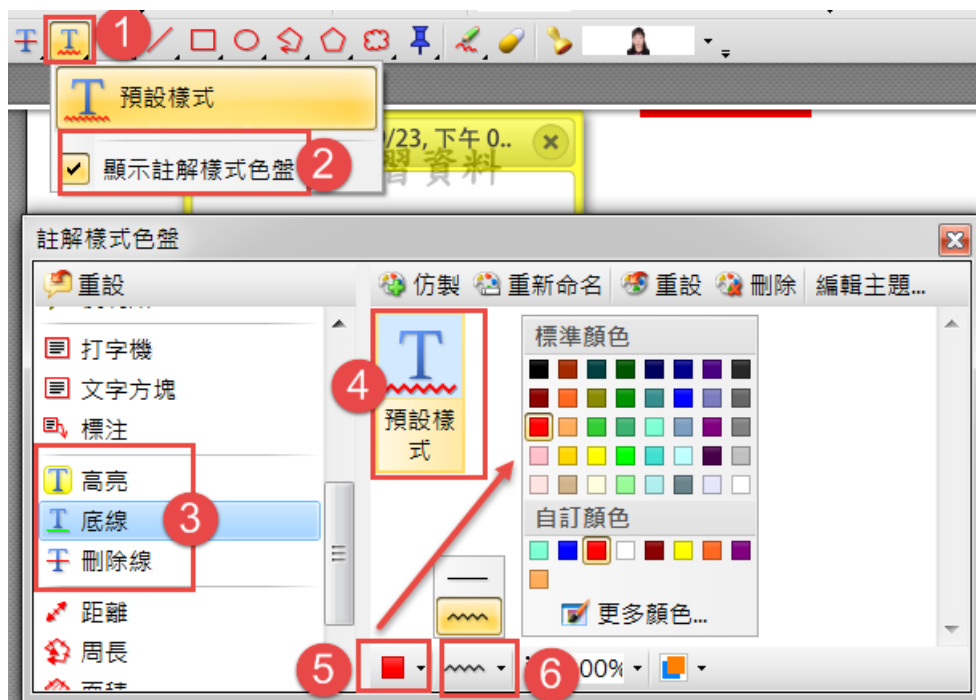 1
預設樣式
顯示註解樣式色盤
2
/23, 下午 0..
習資料
註解樣式色盤
重設
仿製
重新命名
重設
刪除
編輯主題...
打字機
文字方塊
標注
高亮
底線
刪除線
3
距離
周長
4
預設樣
式
標準顏色
自訂顏色
更多顏色...
5
6
00%